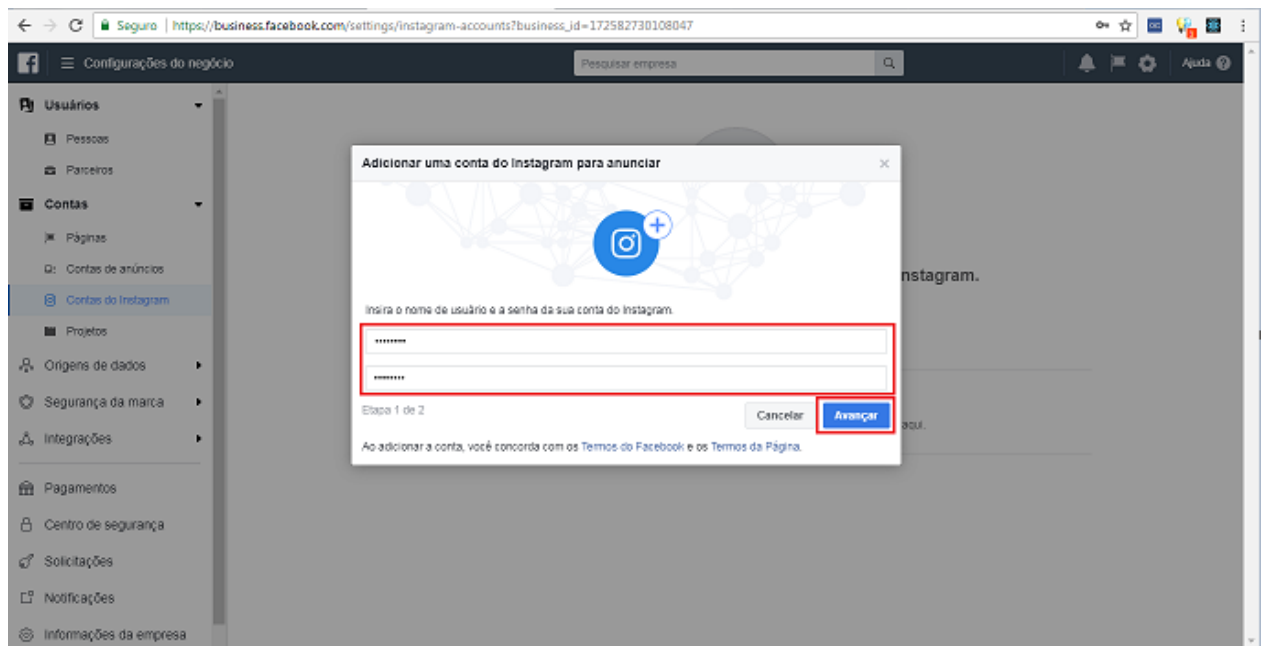 Seguro | https://business.facebook.com/settings/instagram-accounts?business_id=172582730108047
Configurações do negócio
Pesquisar empresa
Ajuda
Usuários
Pessoas
Parceiros
Contas
Páginas
Contas de anúncios
Contas do Instagram
Projetos
Origens de dados
Segurança da marca
Integrações
Pagamentos
Centro de segurança
Solicitações
Notificações
Informações da empresa
Adicionar uma conta do Instagram para anunciar
Insira o nome de usuário e a senha da sua conta do Instagram.
••••••••
••••••••
Etapa 1 de 2
Cancelar
Avançar
Ao adicionar a conta, você concorda com os Termos do Facebook e os Termos da Página.
nstagram.
aqui.